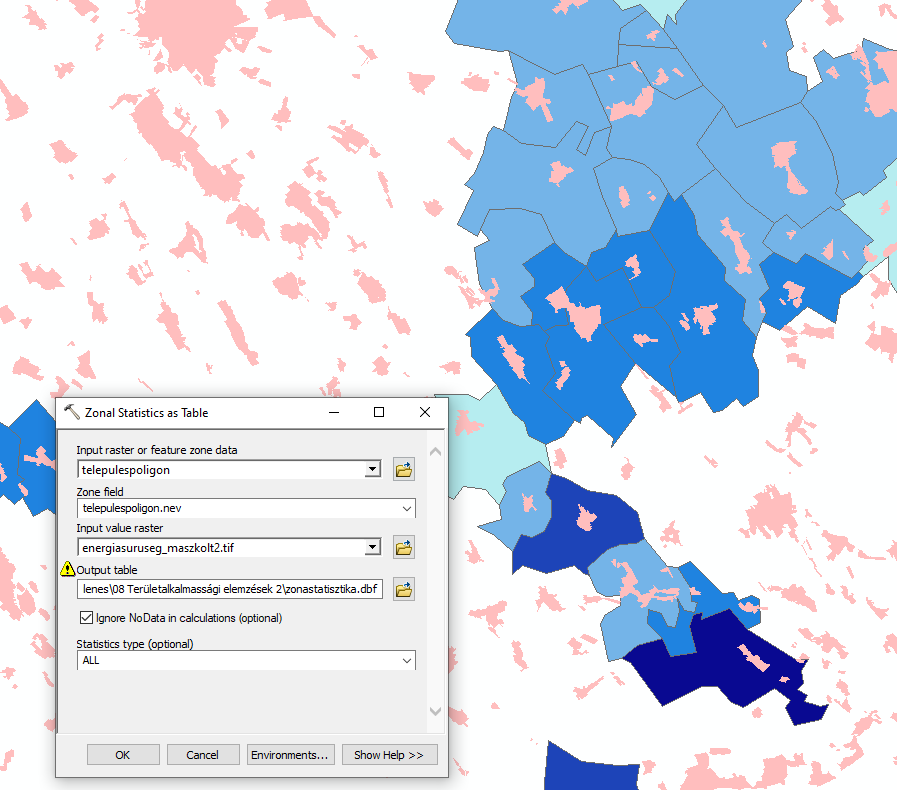 Zonal Statistics as Table
Input raster or feature zone data
telepulespoligon
Zone field
telepulespoligon.nev
Input value raster
energiasuruseg_maszkolt2.tif
Output table
lenes\08 Területalkalmassági elemzések 2\zonastatisztika.dbf
Ignore NoData in calculations (optional)
Statistics type (optional)
ALL
OK
Cancel
Environments...
Show Help >>